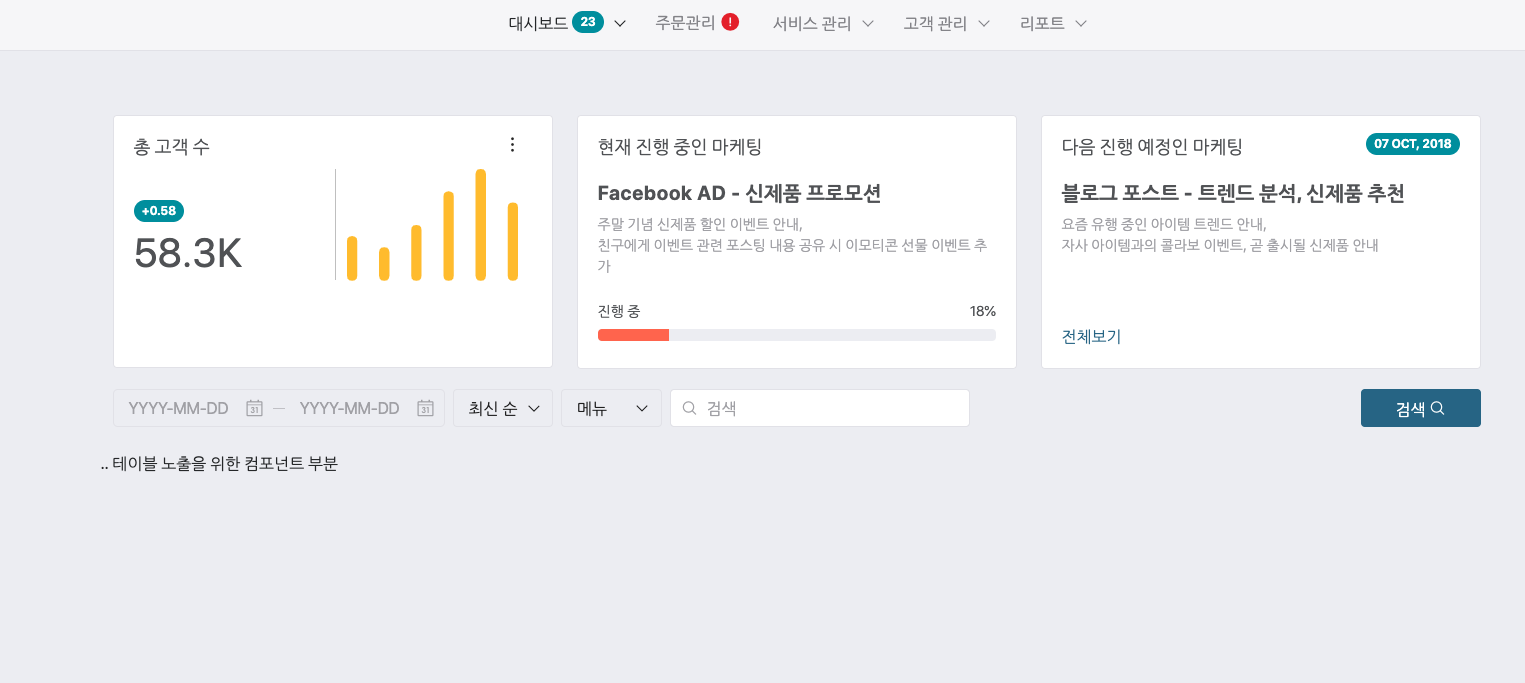 대시보드 23 주문관리 ! 서비스 관리 고객 관리 리포트
총 고객 수
+0.58
58.3K
현재 진행 중인 마케팅
Facebook AD - 신제품 프로모션
주말 기념 신제품 할인 이벤트 안내,
친구에게 이벤트 관련 포스팅 내용 공유 시 이모티콘 선물 이벤트 추
가
진행 중 18%
다음 진행 예정인 마케팅 07 OCT, 2018
블로그 포스트 - 트렌드 분석, 신제품 추천
요즘 유행 중인 아이템 트렌드 안내,
자사 아이템과의 콜라보 이벤트, 곧 출시될 신제품 안내
전체보기
YYYY-MM-DD 31 — YYYY-MM-DD 31 최신 순 메뉴 검색 검색
.. 테이블 노출을 위한 컴포넌트 부분